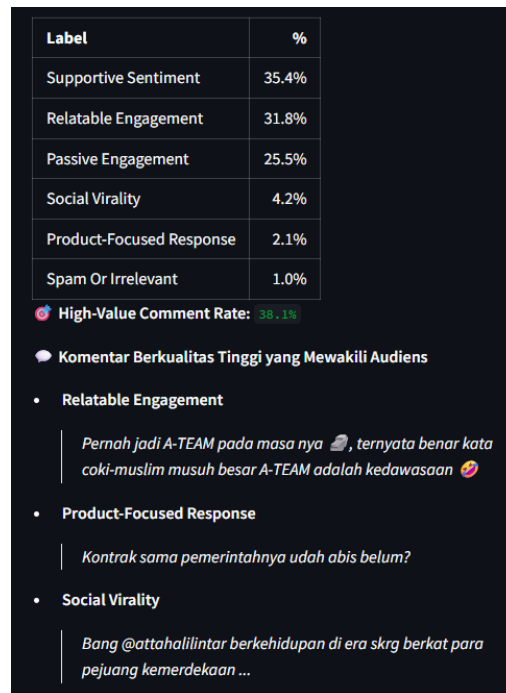 Label %
Supportive Sentiment 35.4%
Relatable Engagement 31.8%
Passive Engagement 25.5%
Social Virality 4.2%
Product-Focused Response 2.1%
Spam Or Irrelevant 1.0%
🎯 High-Value Comment Rate: 38.1%
💬 Komentar Berkualitas Tinggi yang Mewakili Audiens
• Relatable Engagement
Pernah jadi A-TEAM pada masa nya 🗿, ternyata benar kata
coki-muslim musuh besar A-TEAM adalah kedawasaan 🤣
• Product-Focused Response
Kontrak sama pemerintahnya udah abis belum?
• Social Virality
Bang @attahalilintar berkehidupan di era skrg berkat para
pejuang kemerdekaan ...